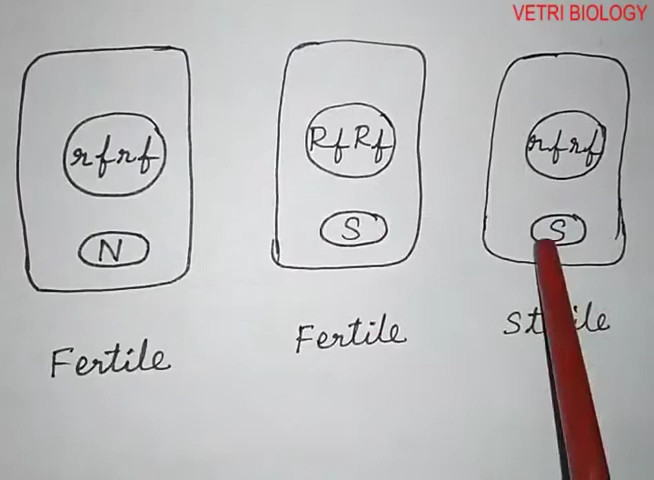 VETRI BIOLOGY
rfrf
RfRf
rfrf
N
S
S
Fertile
Fertile